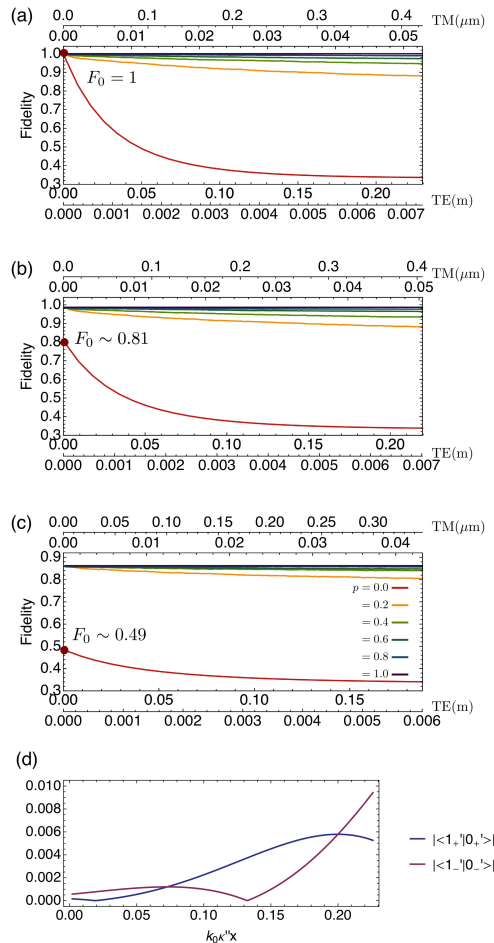 (a)
0.0 0.1 0.2 0.3 0.4 TM(μm)
0.00 0.01 0.02 0.03 0.04 0.05
1.0
0.9
0.8
0.7
0.6
0.5
0.4
0.3
Fidelity
F₀ = 1
0.00 0.05 0.10 0.15 0.20 TE(m)
0.000 0.001 0.002 0.003 0.004 0.005 0.006 0.007
(b)
0.0 0.1 0.2 0.3 0.4 TM(μm)
0.00 0.01 0.02 0.03 0.04 0.05
1.0
0.9
0.8
0.7
0.6
0.5
0.4
0.3
Fidelity
F₀ ∼ 0.81
0.00 0.05 0.10 0.15 0.20 TE(m)
0.000 0.001 0.002 0.003 0.004 0.005 0.006 0.007
(c)
0.00 0.05 0.10 0.15 0.20 0.25 0.30 TM(μm)
0.00 0.01 0.02 0.03 0.04
0.9
0.8
0.7
0.6
0.5
0.4
0.3
Fidelity
F₀ ∼ 0.49
p = 0.0
= 0.2
= 0.4
= 0.6
= 0.8
= 1.0
0.00 0.05 0.10 0.15 TE(m)
0.000 0.001 0.002 0.003 0.004 0.005 0.006
(d)
0.010
0.008
0.006
0.004
0.002
0.000
|<1₊'|0₊'>|
|<1₋'|0₋'>|
0.00 0.05 0.10 0.15 0.20
k₀κ''x